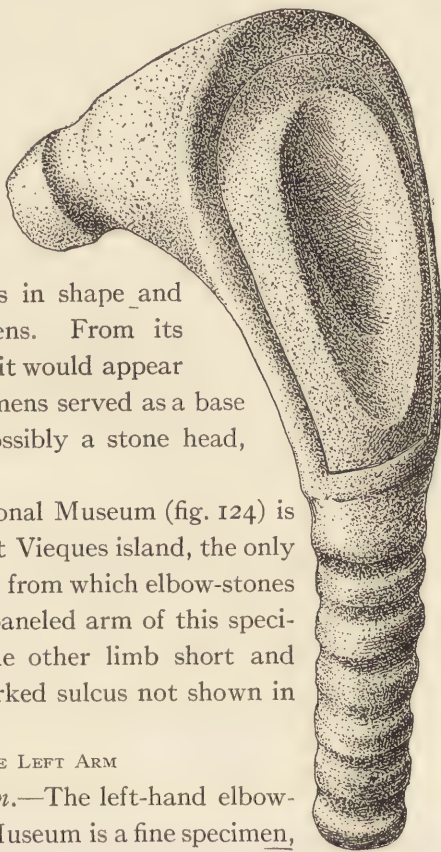 s in shape and
ens. From its
it would appear
mens served as a base
ossibly a stone head,
onal Museum (fig. 124) is
t Vieques island, the only
from which elbow-stones
aneled arm of this speci-
e other limb short and
rked sulcus not shown in
E LEFT ARM
n.—The left-hand elbow-
Museum is a fine specimen,